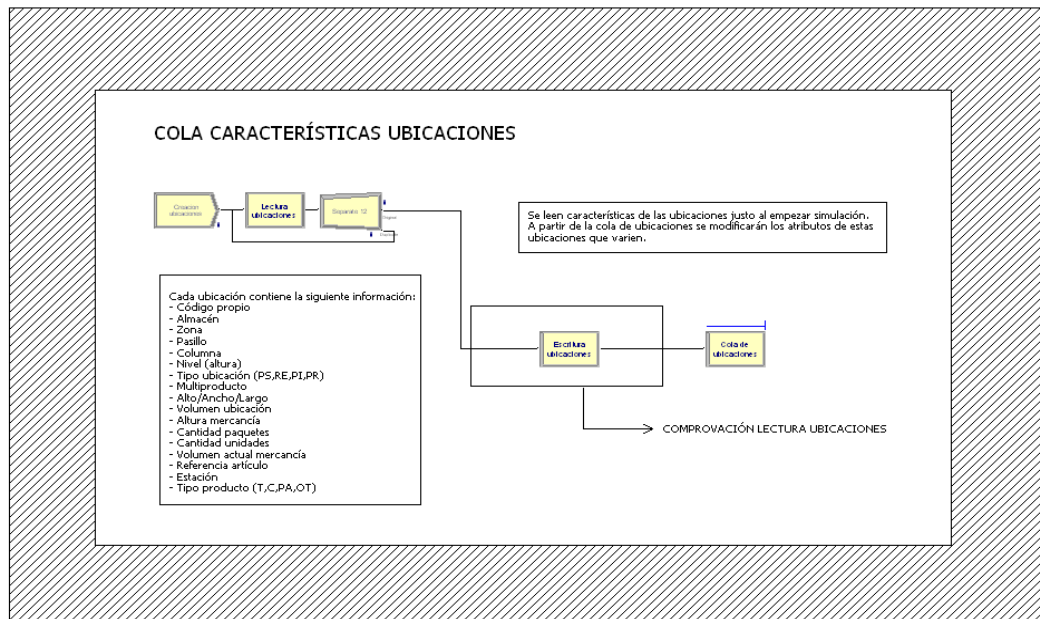 COLA CARACTERÍSTICAS UBICACIONES
Creación
ubicaciones
Lectura
ubicaciones
Separate 12
Original
Duplicate
Se leen características de las ubicaciones justo al empezar simulación.
A partir de la cola de ubicaciones se modificarán los atributos de estas
ubicaciones que varien.
Cada ubicación contiene la siguiente información:
- Código propio
- Almacén
- Zona
- Pasillo
- Columna
- Nivel (altura)
- Tipo ubicación (PS,RE,PI,PR)
- Multiproducto
- Alto/Ancho/Largo
- Volumen ubicación
- Altura mercancía
- Cantidad paquetes
- Cantidad unidades
- Volumen actual mercancía
- Referencia artículo
- Estación
- Tipo producto (T,C,PA,OT)
Escritura
ubicaciones
Cola de
ubicaciones
COMPROVACIÓN LECTURA UBICACIONES